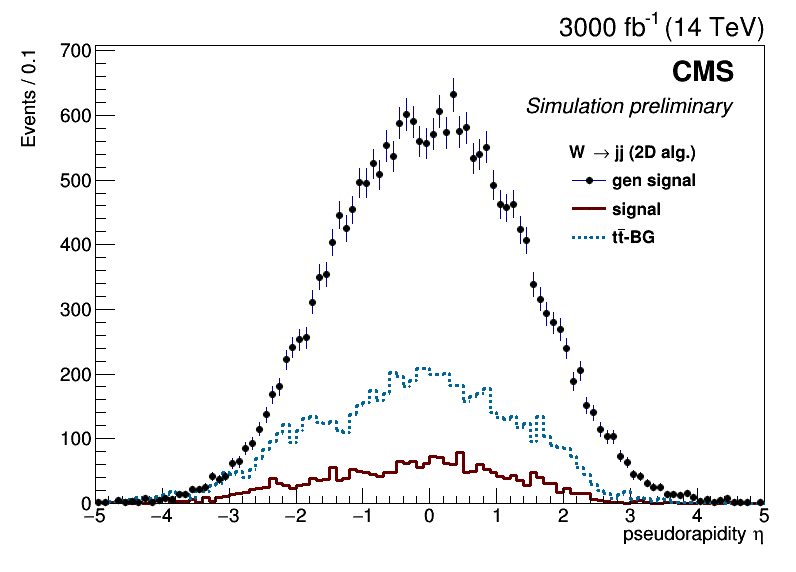 3000 fb-1 (14 TeV)
Events / 0.1
CMS
Simulation preliminary
W → jj (2D alg.)
gen signal
signal
tt̄-BG
700
600
500
400
300
200
100
0
−5 −4 −3 −2 −1 0 1 2 3 4 5
pseudorapidity η